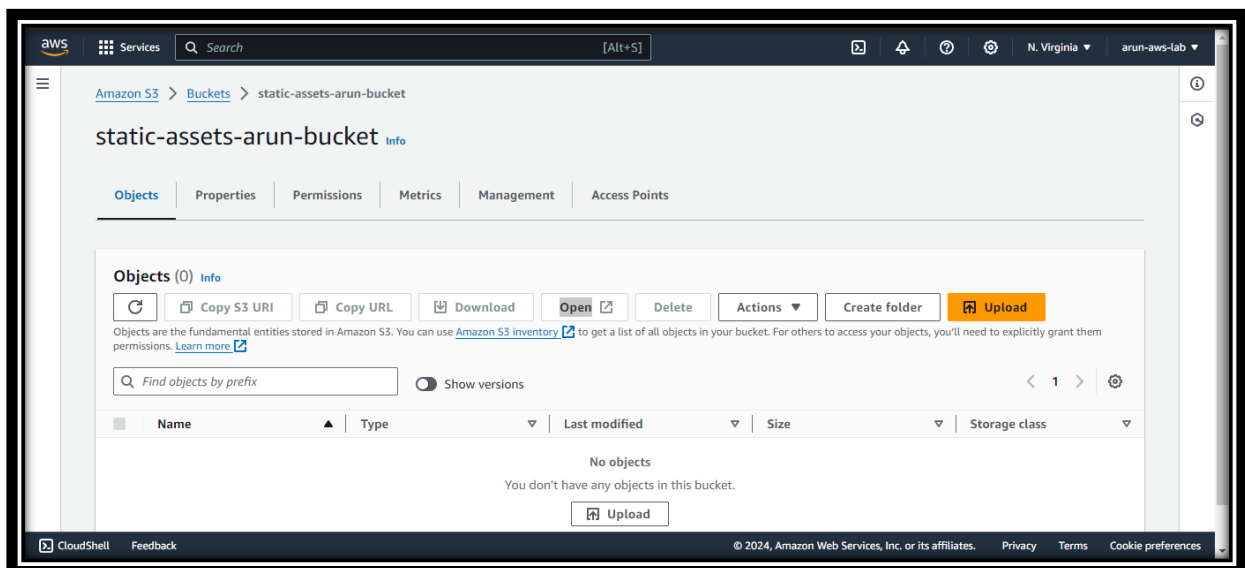 aws Services Search [Alt+S] N. Virginia ▼ arun-aws-lab ▼
Amazon S3 > Buckets > static-assets-arun-bucket
static-assets-arun-bucket Info
Objects Properties Permissions Metrics Management Access Points
Objects (0) Info
Copy S3 URI Copy URL Download Open Delete Actions ▼ Create folder Upload
Objects are the fundamental entities stored in Amazon S3. You can use Amazon S3 inventory to get a list of all objects in your bucket. For others to access your objects, you'll need to explicitly grant them
permissions. Learn more
Find objects by prefix Show versions < 1 >
Name Type Last modified Size Storage class
No objects
You don't have any objects in this bucket.
Upload
CloudShell Feedback © 2024, Amazon Web Services, Inc. or its affiliates. Privacy Terms Cookie preferences